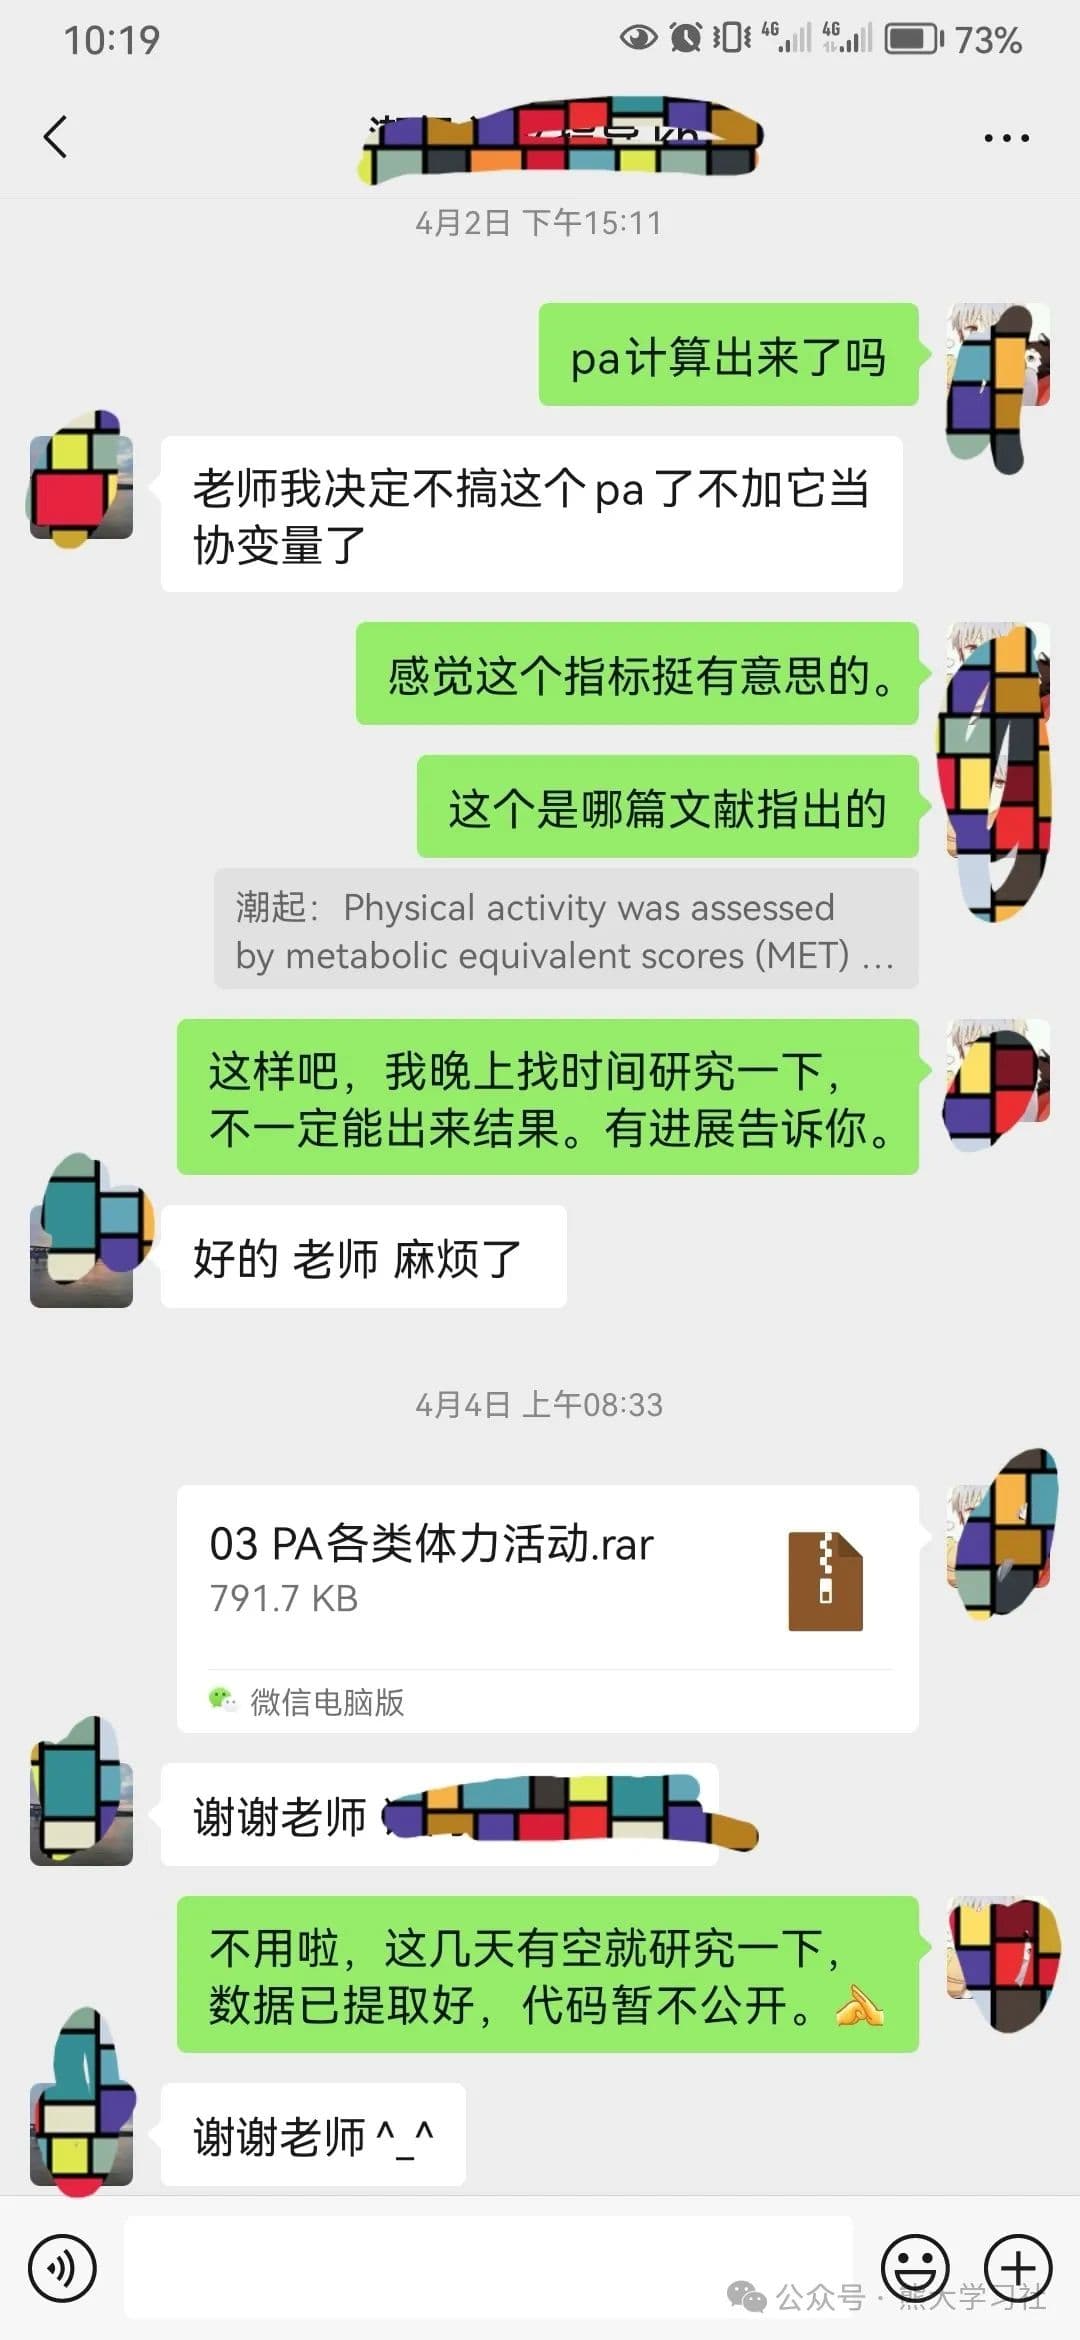 10:19
4G
4G
73%
4月2日 下午15:11
pa计算出来了吗
老师我决定不搞这个pa了不加它当
协变量了
感觉这个指标挺有意思的。
这个是哪篇文献指出的
潮起：Physical activity was assessed
by metabolic equivalent scores (MET) ...
这样吧，我晚上找时间研究一下，
不一定能出来结果。有进展告诉你。
好的 老师 麻烦了
4月4日 上午08:33
03 PA各类体力活动.rar
791.7 KB
微信电脑版
谢谢老师
不用啦，这几天有空就研究一下，
数据已提取好，代码暂不公开。
谢谢老师^_^
公众号 · 熊大学习社